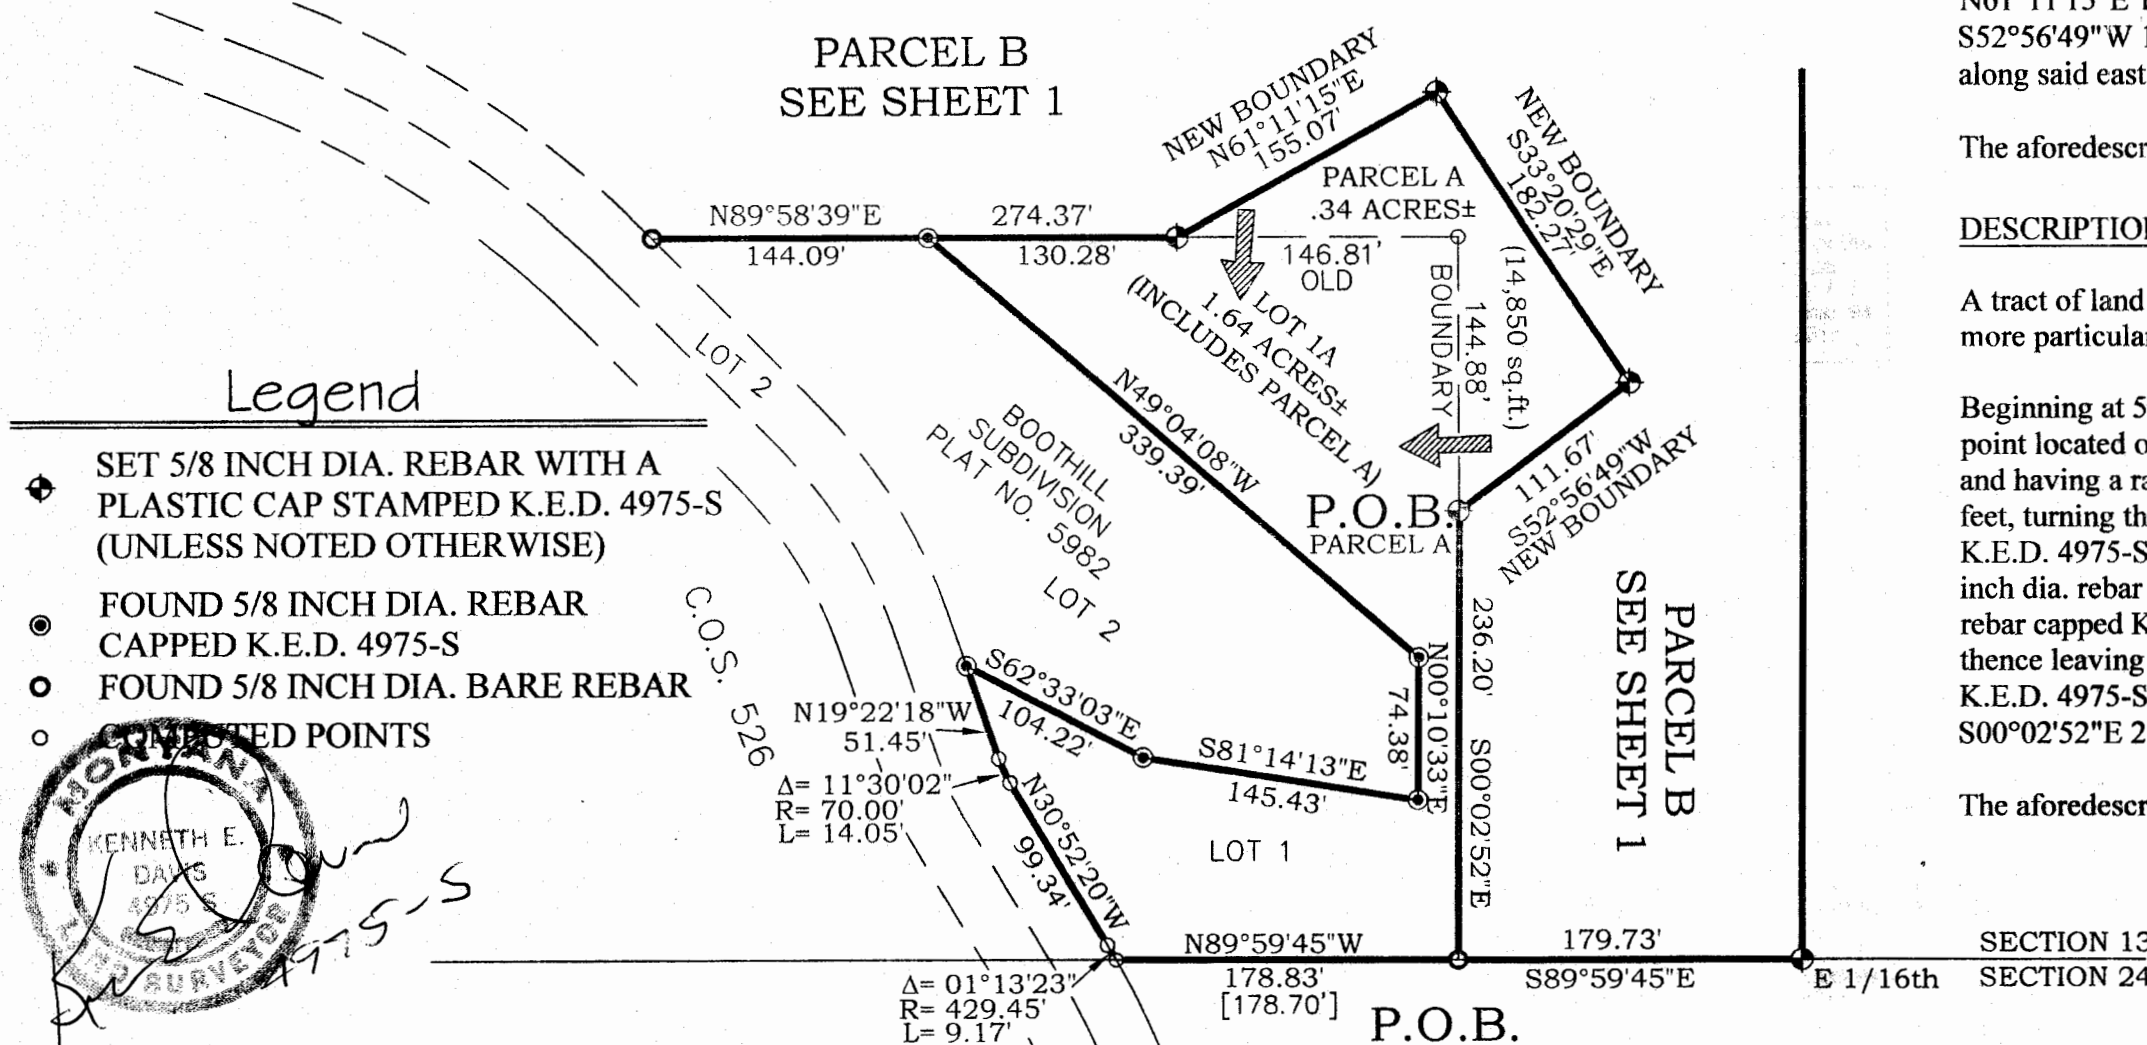 PARCEL B
SEE SHEET 1
NEW BOUNDARY
N61°11'15"E
155.07'
NEW BOUNDARY
S33°20'29"E
182.27'
PARCEL A
.34 ACRES±
(14,850 sq.ft.)
N89°58'39"E
274.37'
144.09'
130.28'
146.81'
OLD
BOUNDARY
144.88'
LOT 1A
1.64 ACRES±
(INCLUDES PARCEL A)
LOT 2
N49°04'08"W
339.39'
BOOTHILL
SUBDIVISION
PLAT NO. 5982
LOT 2
111.67'
S52°56'49"W
NEW BOUNDARY
P.O.B.
PARCEL A
Legend
SET 5/8 INCH DIA. REBAR WITH A
PLASTIC CAP STAMPED K.E.D. 4975-S
(UNLESS NOTED OTHERWISE)
FOUND 5/8 INCH DIA. REBAR
CAPPED K.E.D. 4975-S
FOUND 5/8 INCH DIA. BARE REBAR
COMPUTED POINTS
C.O.S. 526
236.20'
S00°02'52"E
PARCEL B
SEE SHEET 1
N00°10'33"E
74.38'
S62°33'03"E
104.22'
N19°22'18"W
51.45'
S81°14'13"E
145.43'
Δ= 11°30'02"
R= 70.00'
L= 14.05'
N30°52'20"W
99.34'
LOT 1
N89°59'45"W
178.83'
[178.70']
179.73'
S89°59'45"E
E 1/16th
SECTION 13
SECTION 24
Δ= 01°13'23"
R= 429.45'
L= 9.17'
P.O.B.
MONTANA
KENNETH E.
DAVIS
4975 S
SURVEYOR
4975-S
S52°56'49"W 1
along said east
The aforedescr
DESCRIPTION
A tract of land
more particular
Beginning at 5
point located o
and having a ra
feet, turning th
K.E.D. 4975-S
inch dia. rebar
rebar capped K
thence leaving
K.E.D. 4975-S
S00°02'52"E 2
The aforedescr